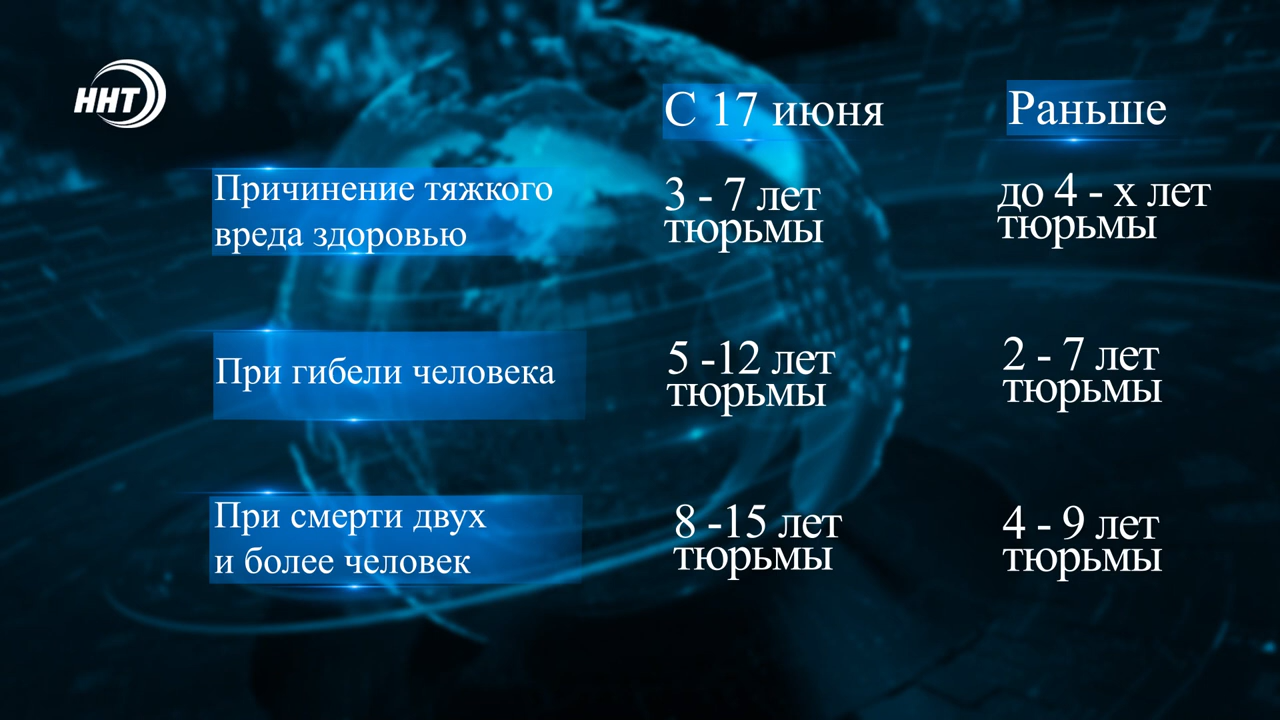 ННТ
С 17 июня
Раньше
Причинение тяжкого
вреда здоровью
3 - 7 лет
тюрьмы
до 4 - х лет
тюрьмы
При гибели человека
5 -12 лет
тюрьмы
2 - 7 лет
тюрьмы
При смерти двух
и более человек
8 -15 лет
тюрьмы
4 - 9 лет
тюрьмы